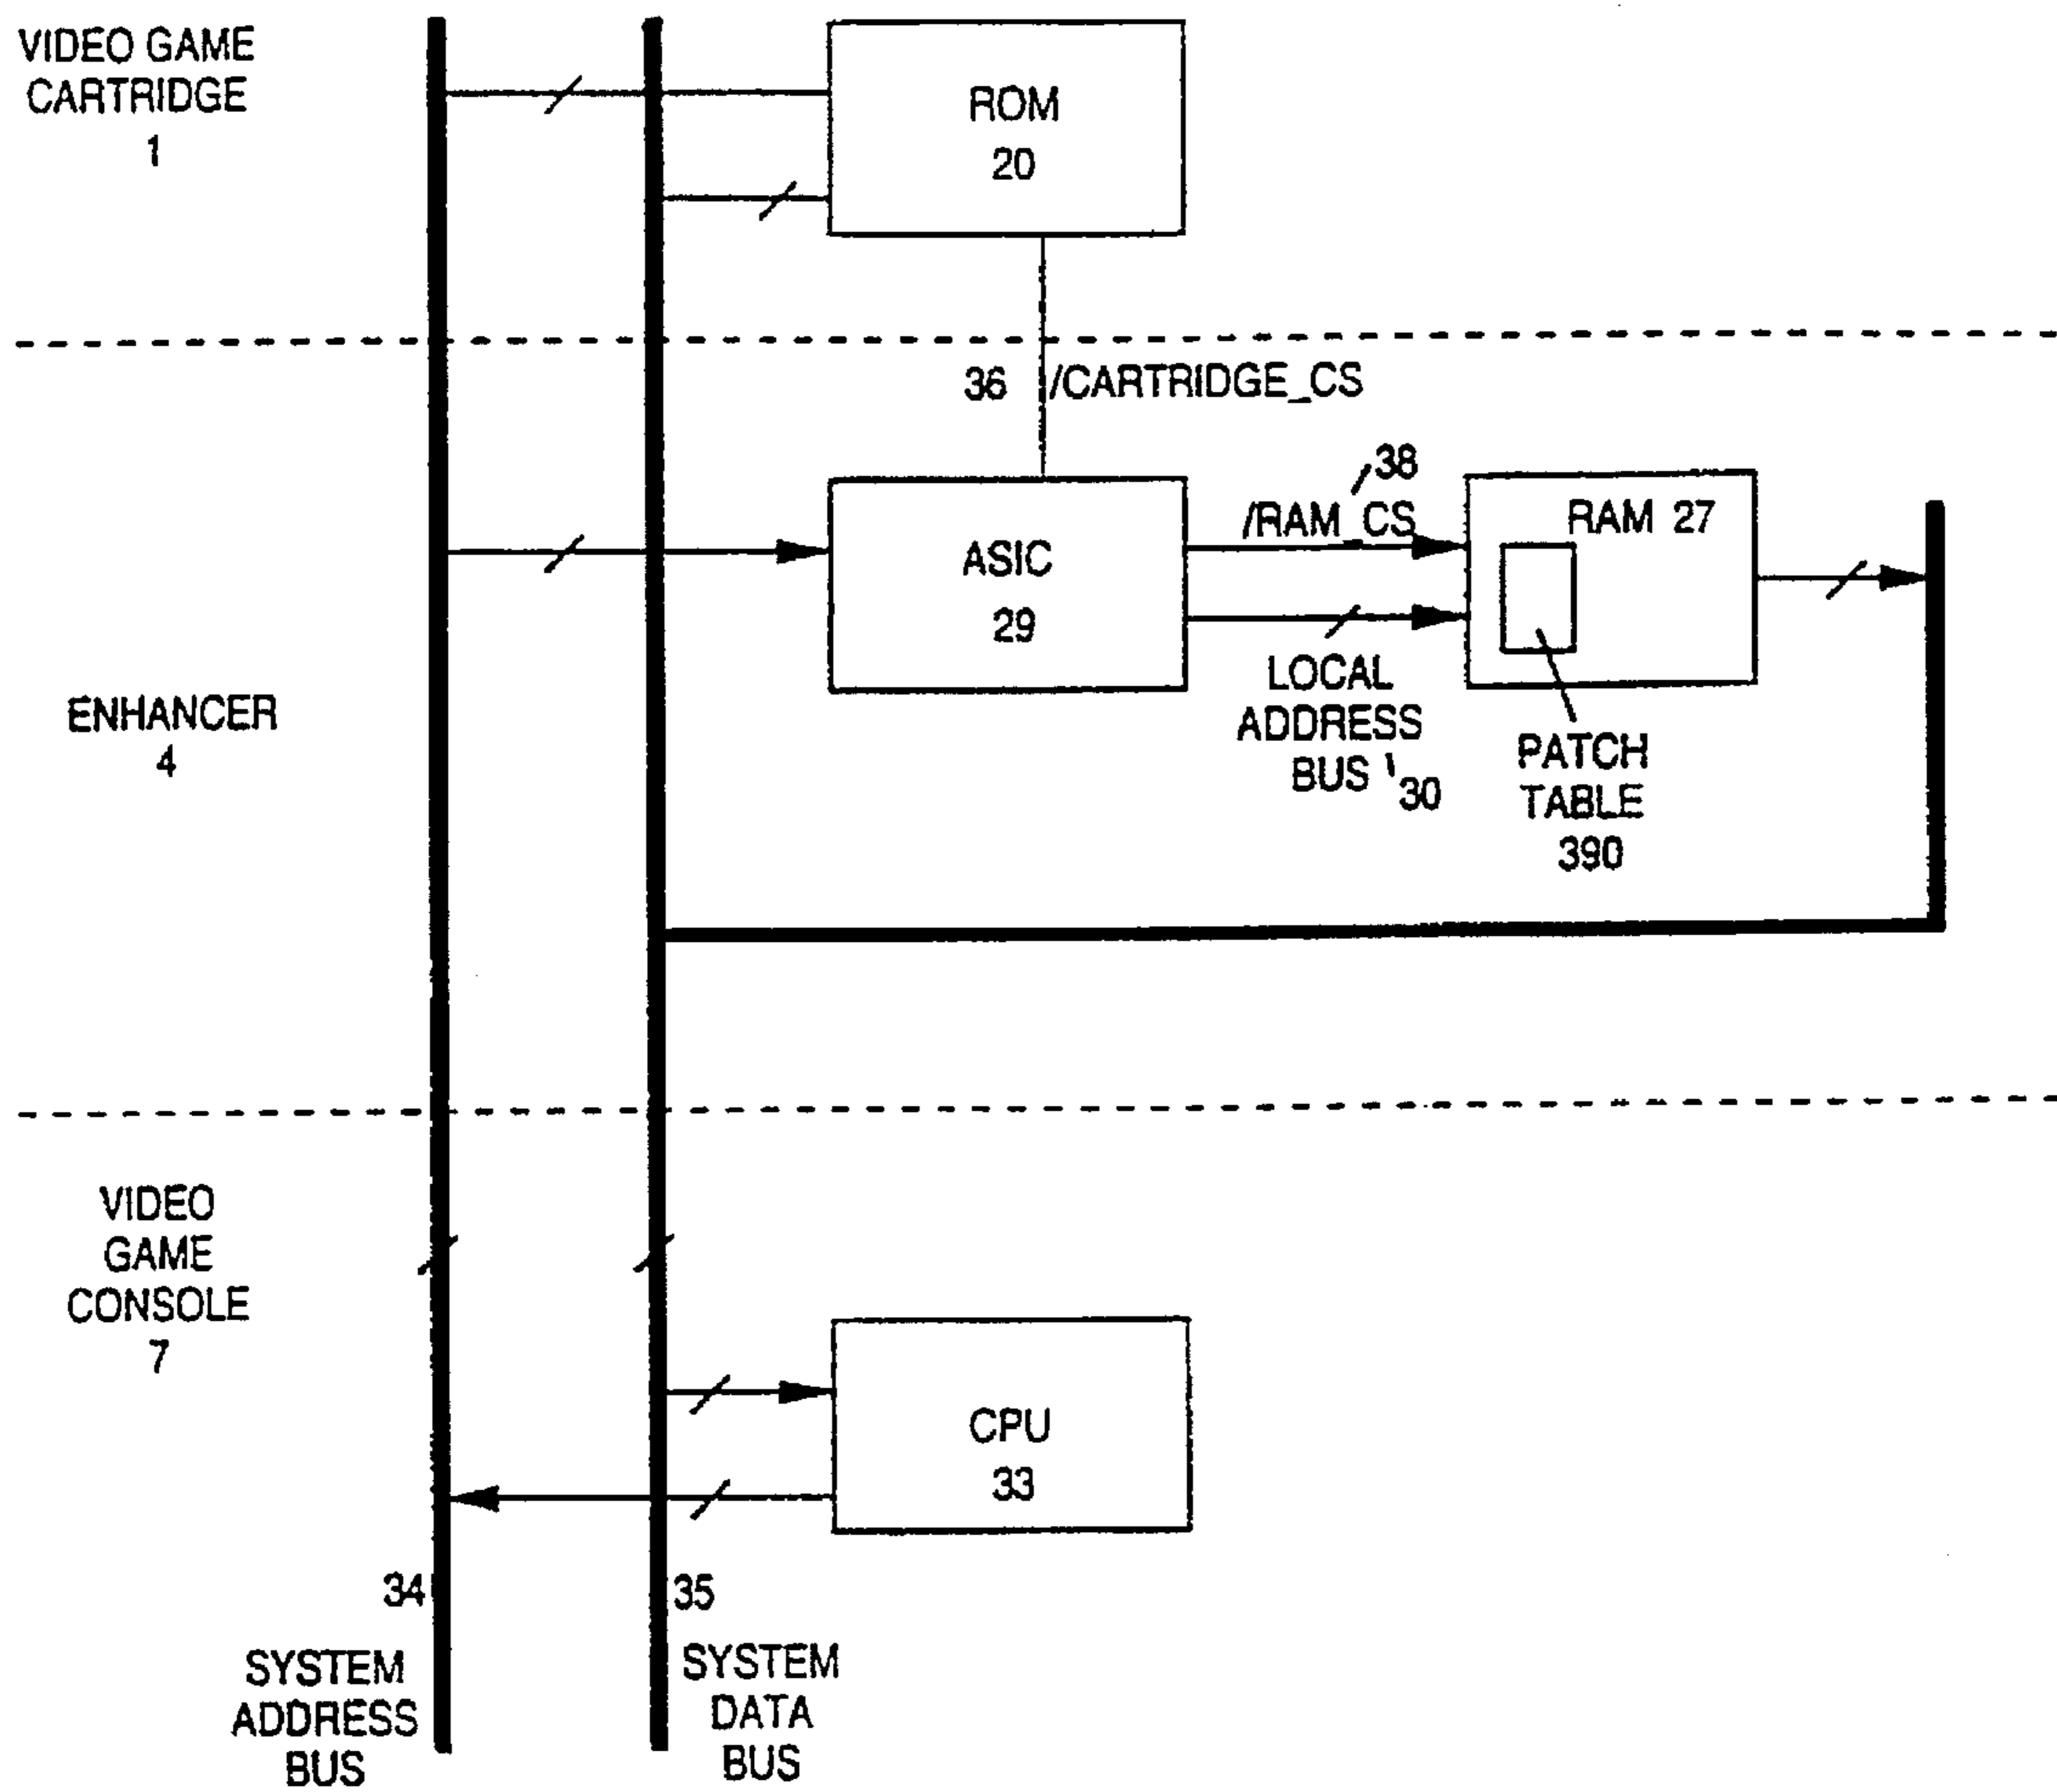 VIDEO GAME
CARTRIDGE
1
ROM
20
36 /CARTRIDGE_CS
38
/RAM_CS
RAM 27
ASIC
29
LOCAL
ADDRESS
BUS 30
PATCH
TABLE
390
ENHANCER
4
VIDEO
GAME
CONSOLE
7
CPU
33
34
35
SYSTEM
ADDRESS
BUS
SYSTEM
DATA
BUS